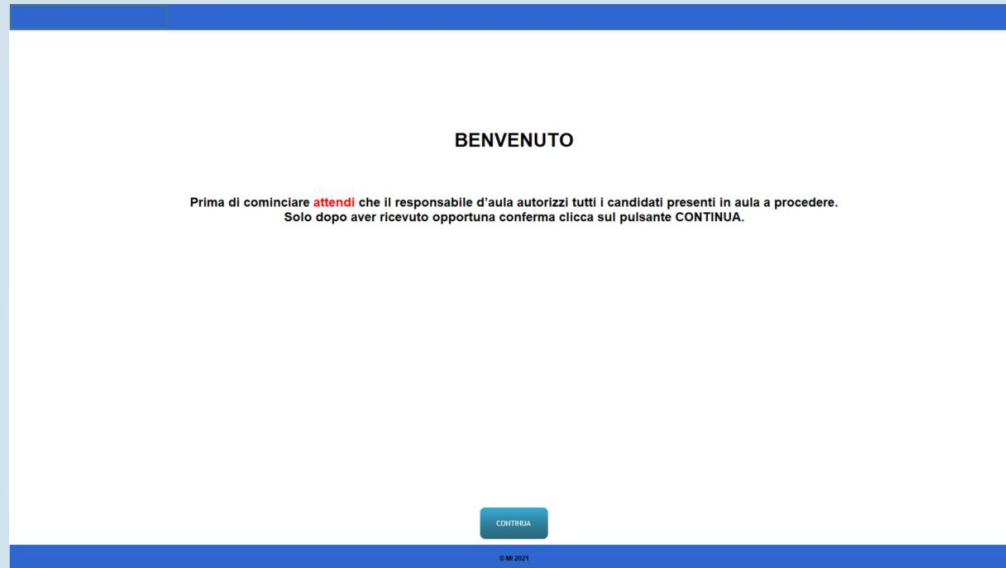 BENVENUTO
Prima di cominciare attendi che il responsabile d'aula autorizzi tutti i candidati presenti in aula a procedere.
Solo dopo aver ricevuto opportuna conferma clicca sul pulsante CONTINUA.
CONTINUA
© MI 2021